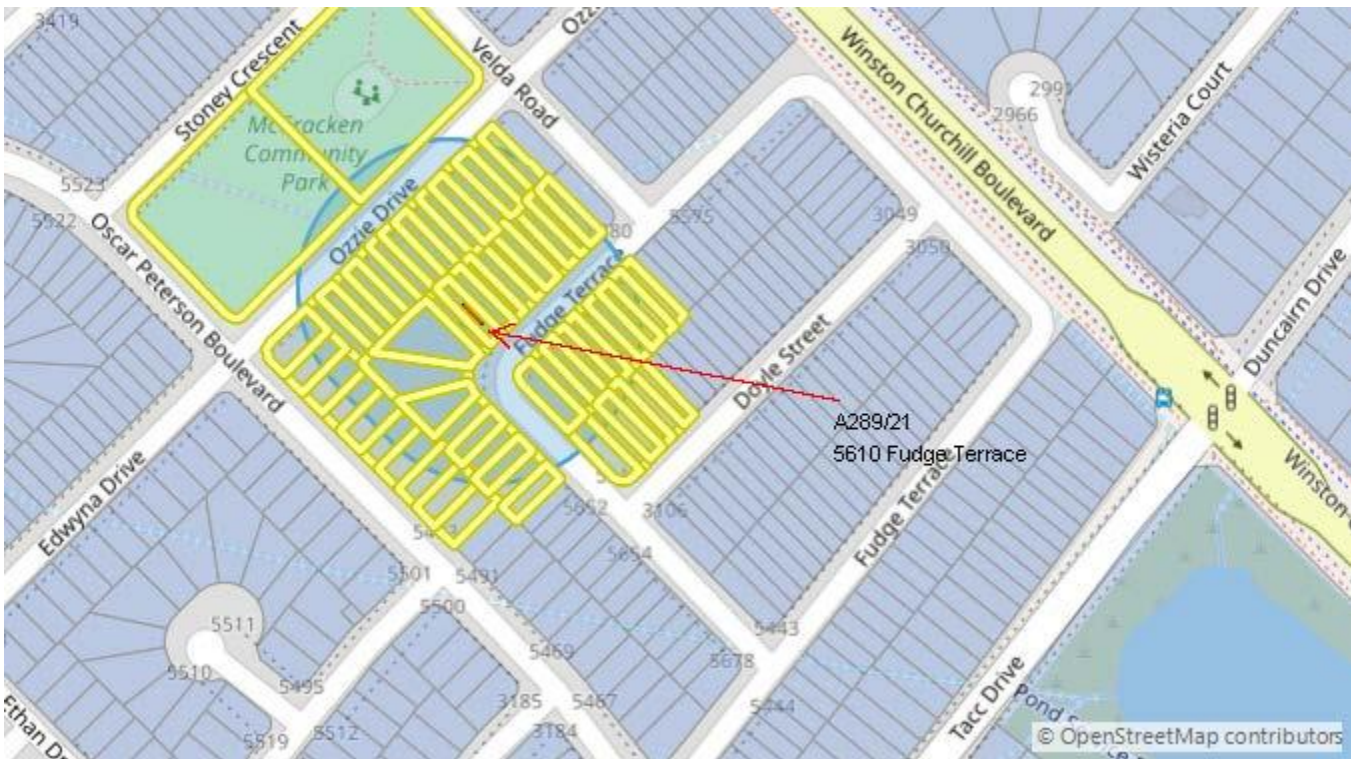 3419
Stoney Crescent
Velda Road
Winston Churchill Boulevard
2991
2966
Wisteria Court
McCracken
Community
Park
5523
5522
Oscar Peterson Boulevard
Ozzie Drive
80
5575
3049
3050
Fudge Terrace
Duncairn Drive
Doyle Street
A289/21
5610 Fudge Terrace
Edwyna Drive
Fudge Terrace
5652
3106
5654
5501
5491
5500
5511
5510
5495
5519
5512
5469
5467
3185
3184
5443
5678
5444
Tacc Drive
© OpenStreetMap contributors